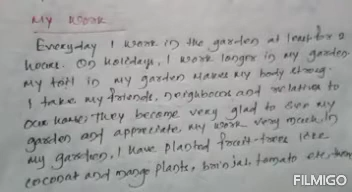 My work
Everyday I work in the garden at least for 2
hours. On holidays, I work longer in my garden.
my toil in my garden makes my body strong.
I take my friends, neighbours and relative to
our house. They become very glad to see my
garden and appreciate my work very much. In
my garden, I have planted fruit-trees like
coconut and mango plants, brinjal, tomato etc.
FILMIGO